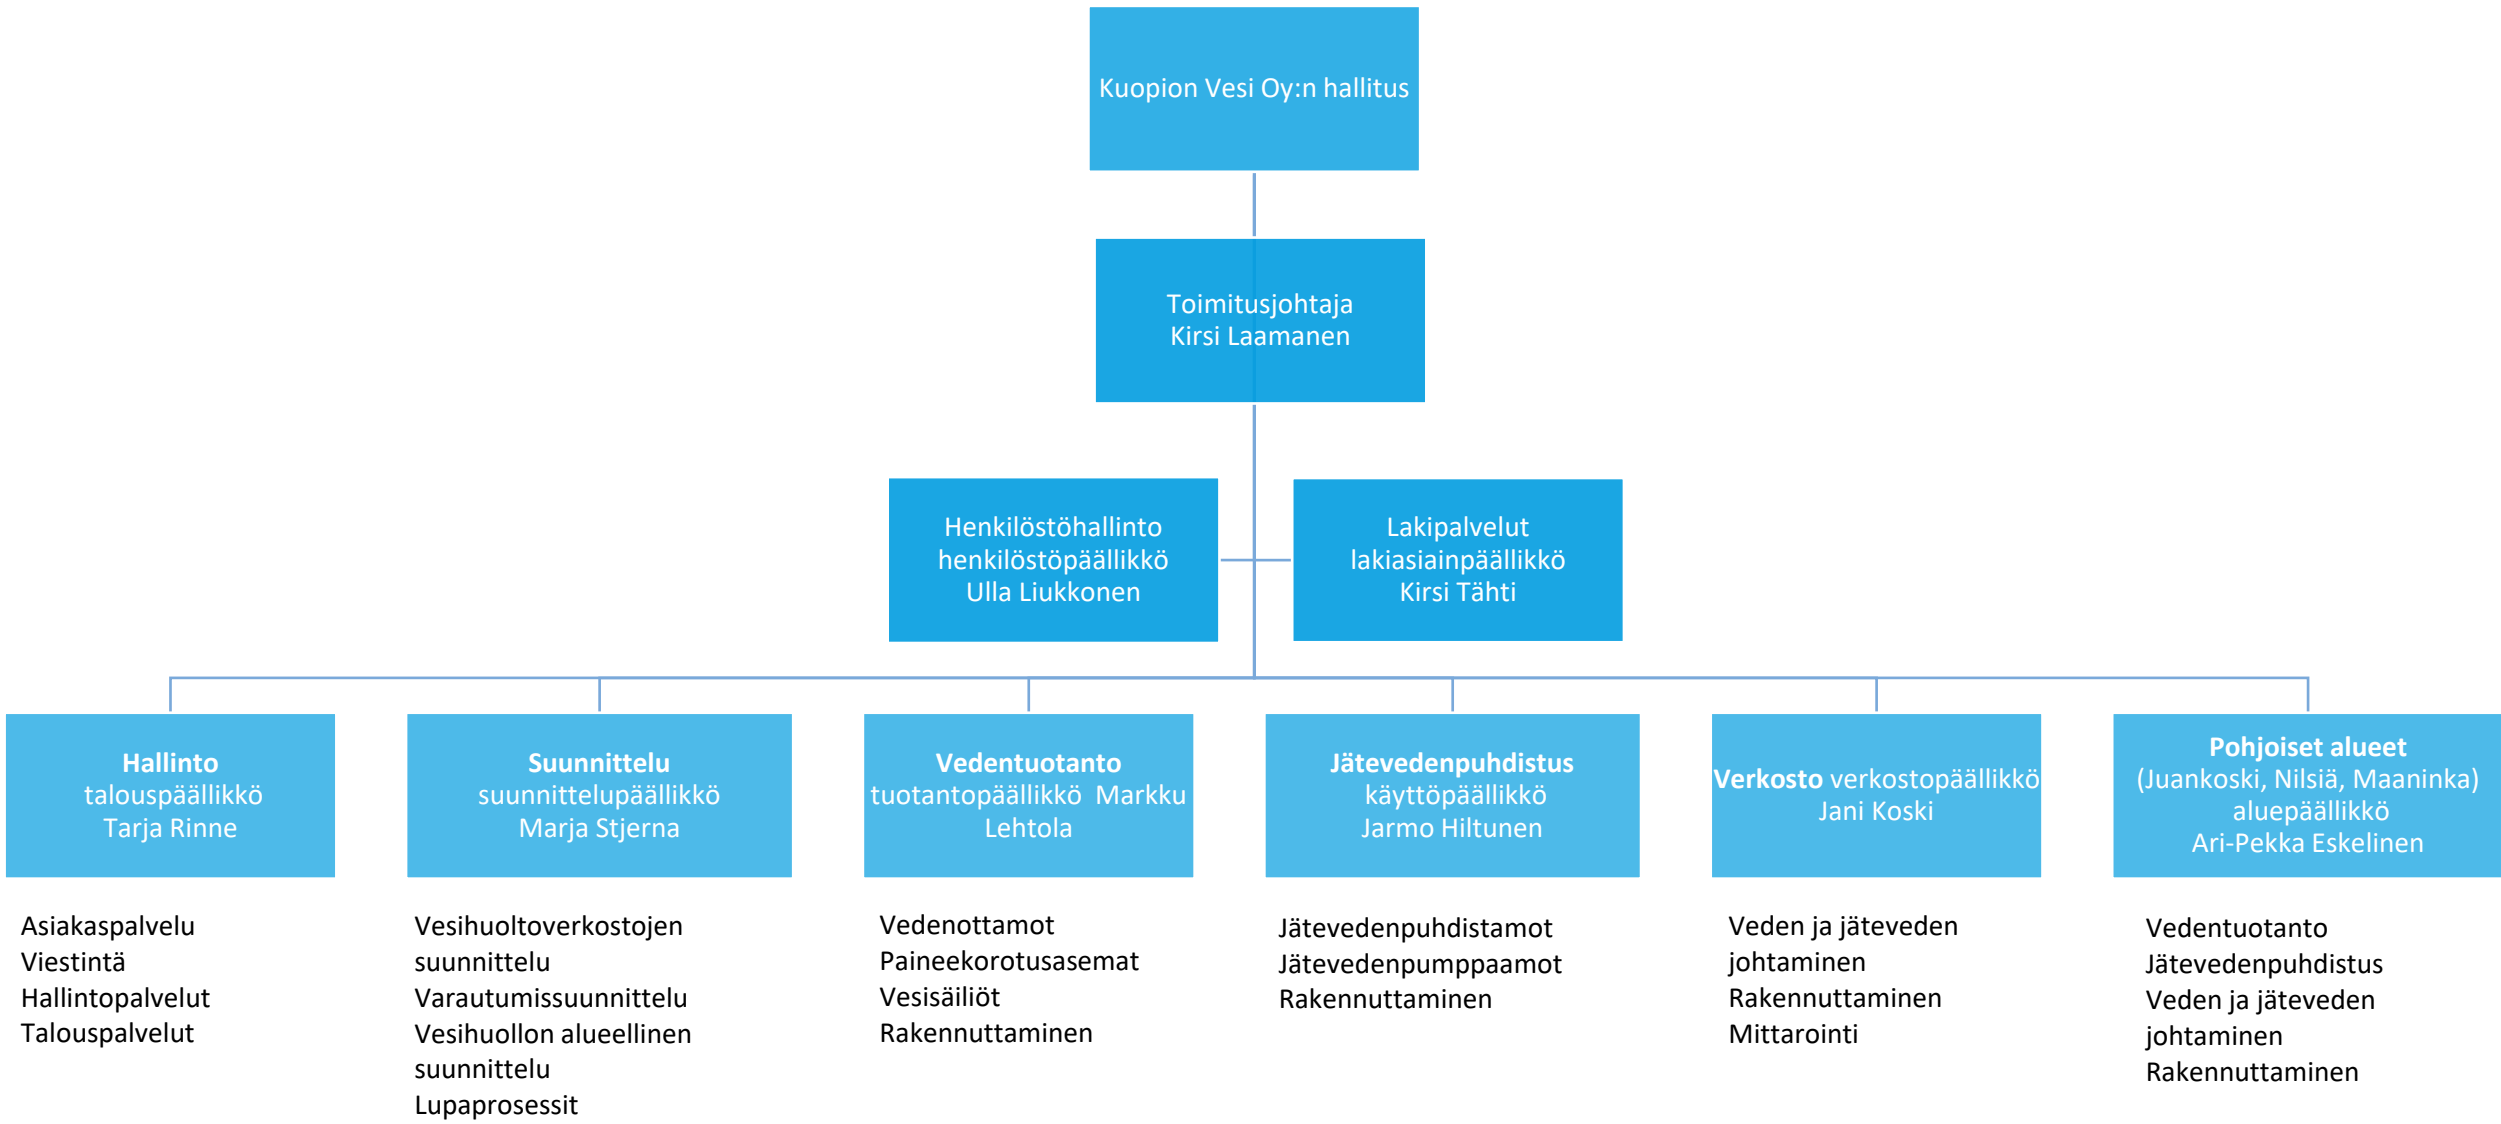 Kuopion Vesi Oy:n hallitus
Toimitusjohtaja
Kirsi Laamanen
Henkilöstöhallinto
henkilöstöpäällikkö
Ulla Liukkonen
Lakipalvelut
lakiasiainpäällikkö
Kirsi Tähti
Hallinto
talouspäällikkö
Tarja Rinne
Asiakaspalvelu
Viestintä
Hallintopalvelut
Talouspalvelut
Suunnittelu
suunnittelupäällikkö
Marja Stjerna
Vesihuoltoverkostojen
suunnittelu
Varautumissuunnittelu
Vesihuollon alueellinen
suunnittelu
Lupaprosessit
Vedentuotanto
tuotantopäällikkö Markku
Lehtola
Vedenottamot
Paineekorotusasemat
Vesisäiliöt
Rakennuttaminen
Jätevedenpuhdistus
käyttöpäällikkö
Jarmo Hiltunen
Jätevedenpuhdistamot
Jätevedenpumppaamot
Rakennuttaminen
Verkosto verkostopäällikkö
Jani Koski
Veden ja jäteveden
johtaminen
Rakennuttaminen
Mittarointi
Pohjoiset alueet
(Juankoski, Nilsiä, Maaninka)
aluepäällikkö
Ari-Pekka Eskelinen
Vedentuotanto
Jätevedenpuhdistus
Veden ja jäteveden
johtaminen
Rakennuttaminen